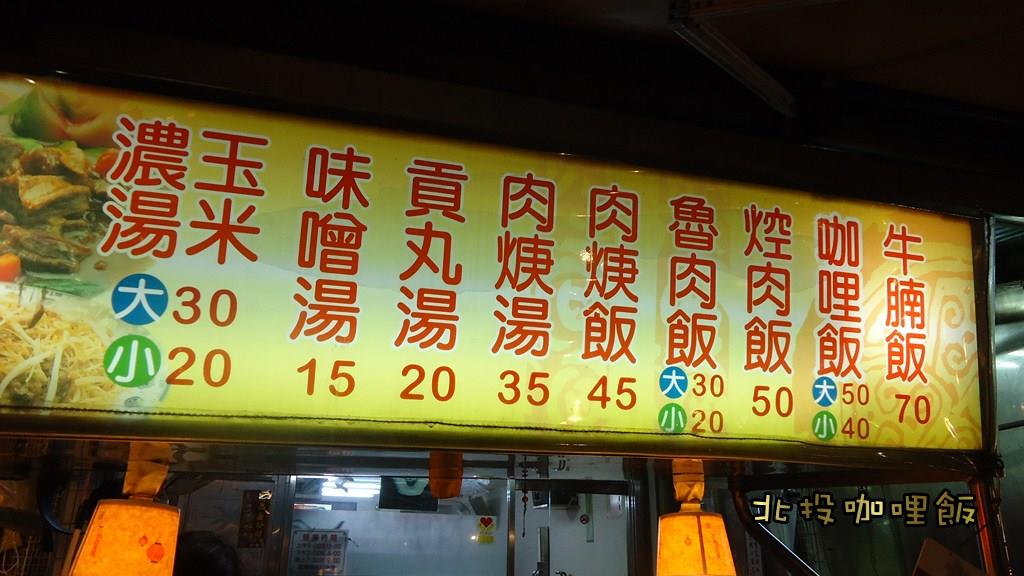 牛腩飯
70
咖哩飯
大50
小40
焢肉飯
50
魯肉飯
大30
小20
肉焿飯
45
肉焿湯
35
貢丸湯
20
味噌湯
15
玉米
濃湯
大30
小20
北投咖哩飯